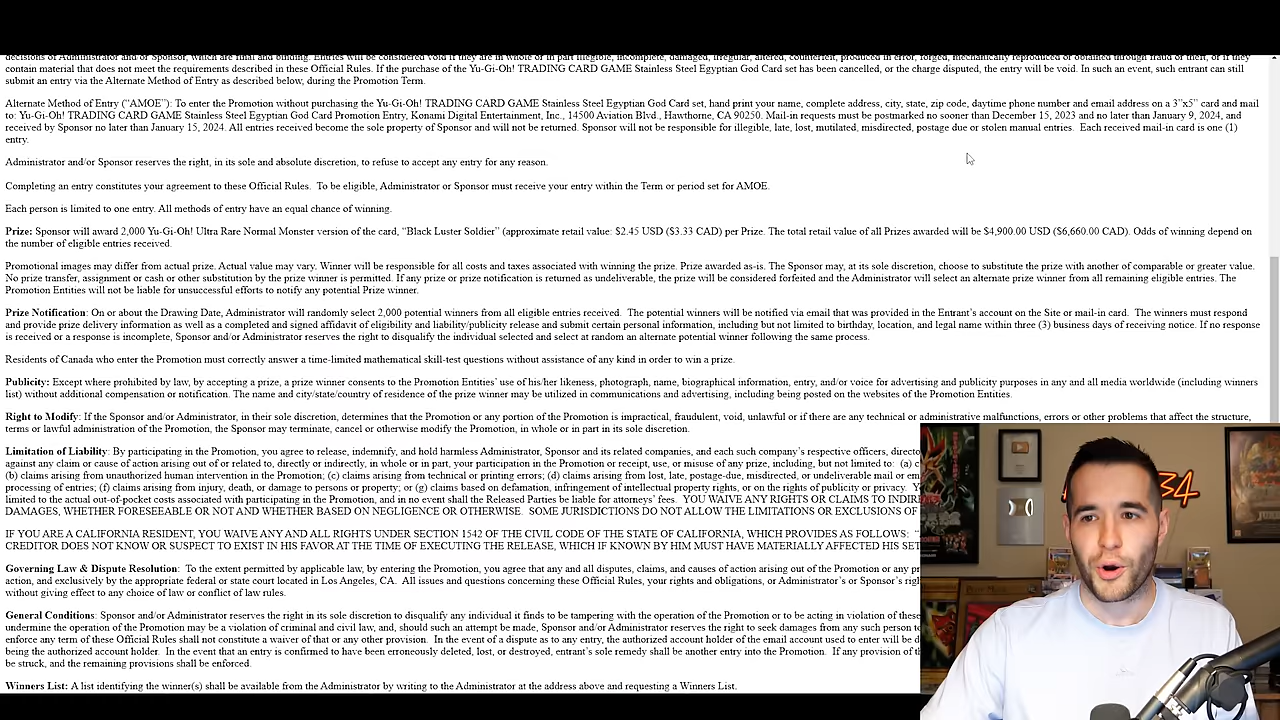 decisions of Administrator and/or Sponsor, which are final and binding. Entries will be considered void if they are in whole or in part illegible, incomplete, damaged, irregular, altered, counterfeit, produced in error, forged, mechanically reproduced or obtained through fraud or theft, or if they
contain material that does not meet the requirements described in these Official Rules. If the purchase of the Yu-Gi-Oh! TRADING CARD GAME Stainless Steel Egyptian God Card set has been cancelled, or the charge disputed, the entry will be void. In such an event, such entrant can still
submit an entry via the Alternate Method of Entry as described below, during the Promotion Term.
Alternate Method of Entry ("AMOE"): To enter the Promotion without purchasing the Yu-Gi-Oh! TRADING CARD GAME Stainless Steel Egyptian God Card set, hand print your name, complete address, city, state, zip code, daytime phone number and email address on a 3"x5" card and mail
to: Yu-Gi-Oh! TRADING CARD GAME Stainless Steel Egyptian God Card Promotion Entry, Konami Digital Entertainment, Inc., 14500 Aviation Blvd., Hawthorne, CA 90250. Mail-in requests must be postmarked no sooner than December 15, 2023 and no later than January 9, 2024, and
received by Sponsor no later than January 15, 2024. All entries received become the sole property of Sponsor and will not be returned. Sponsor will not be responsible for illegible, late, lost, mutilated, misdirected, postage due or stolen manual entries.  Each received mail-in card is one (1)
entry.
Administrator and/or Sponsor reserves the right, in its sole and absolute discretion, to refuse to accept any entry for any reason.
Completing an entry constitutes your agreement to these Official Rules.  To be eligible, Administrator or Sponsor must receive your entry within the Term or period set for AMOE.
Each person is limited to one entry. All methods of entry have an equal chance of winning.
Prize: Sponsor will award 2,000 Yu-Gi-Oh! Ultra Rare Normal Monster version of the card, "Black Luster Soldier" (approximate retail value: $2.45 USD ($3.33 CAD) per Prize. The total retail value of all Prizes awarded will be $4,900.00 USD ($6,660.00 CAD). Odds of winning depend on
the number of eligible entries received.
Promotional images may differ from actual prize. Actual value may vary. Winner will be responsible for all costs and taxes associated with winning the prize. Prize awarded as-is. The Sponsor may, at its sole discretion, choose to substitute the prize with another of comparable or greater value.
No prize transfer, assignment or cash or other substitution by the prize winner is permitted. If any prize or prize notification is returned as undeliverable, the prize will be considered forfeited and the Administrator will select an alternate prize winner from all remaining eligible entries. The
Promotion Entities will not be liable for unsuccessful efforts to notify any potential Prize winner.
Prize Notification: On or about the Drawing Date, Administrator will randomly select 2,000 potential winners from all eligible entries received.  The potential winners will be notified via email that was provided in the Entrant's account on the Site or mail-in card.  The winners must respond
and provide prize delivery information as well as a completed and signed affidavit of eligibility and liability/publicity release and submit certain personal information, including but not limited to birthday, location, and legal name within three (3) business days of receiving notice. If no response
is received or a response is incomplete, Sponsor and/or Administrator reserves the right to disqualify the individual selected and select at random an alternate potential winner following the same process.
Residents of Canada who enter the Promotion must correctly answer a time-limited mathematical skill-test questions without assistance of any kind in order to win a prize.
Publicity: Except where prohibited by law, by accepting a prize, a prize winner consents to the Promotion Entities' use of his/her likeness, photograph, name, biographical information, entry, and/or voice for advertising and publicity purposes in any and all media worldwide (including winners
list) without additional compensation or notification. The name and city/state/country of residence of the prize winner may be utilized in communications and advertising, including being posted on the websites of the Promotion Entities.
Right to Modify: If the Sponsor and/or Administrator, in their sole discretion, determines that the Promotion or any portion of the Promotion is impractical, fraudulent, void, unlawful or if there are any technical or administrative malfunctions, errors or other problems that affect the structure,
terms or lawful administration of the Promotion, the Sponsor may terminate, cancel or otherwise modify the Promotion, in whole or part in its sole discretion.
Limitation of Liability: By participating in the Promotion, you agree to release, indemnify, and hold harmless Administrator, Sponsor and its related companies, and each such company's respective officers, directo
against any claim or cause of action arising out of or related to, directly or indirectly, in whole or in part, your participation in the Promotion or receipt, use, or misuse of any prize, including, but not limited to:  (a) c
(b) claims arising from unauthorized human intervention in the Promotion; (c) claims arising from technical or printing errors; (d) claims arising from lost, late, postage-due, misdirected, or undeliverable mail or em
processing of entries; (f) claims arising from injury, death, or damage to persons or property; or (g) claims based on defamation, infringement of intellectual property rights, or on the rights of publicity or privacy.  Y
limited to the actual out-of-pocket costs associated with participating in the Promotion, and in no event shall the Released Parties be liable for attorneys' fees.  YOU WAIVE ANY RIGHTS OR CLAIMS TO INDIRE
DAMAGES, WHETHER FORESEEABLE OR NOT AND WHETHER BASED ON NEGLIGENCE OR OTHERWISE.  SOME JURISDICTIONS DO NOT ALLOW THE LIMITATIONS OR EXCLUSIONS OF
IF YOU ARE A CALIFORNIA RESIDENT, YOU WAIVE ANY AND ALL RIGHTS UNDER SECTION 1542 OF THE CIVIL CODE OF THE STATE OF CALIFORNIA, WHICH PROVIDES AS FOLLOWS:  "
CREDITOR DOES NOT KNOW OR SUSPECT TO EXIST IN HIS FAVOR AT THE TIME OF EXECUTING THE RELEASE, WHICH IF KNOWN BY HIM MUST HAVE MATERIALLY AFFECTED HIS SET
Governing Law & Dispute Resolution:  To the extent permitted by applicable law, by entering the Promotion, you agree that any and all disputes, claims, and causes of action arising out of the Promotion or any pr
action, and exclusively by the appropriate federal or state court located in Los Angeles, CA.  All issues and questions concerning these Official Rules, your rights and obligations, or Administrator's or Sponsor's rig
without giving effect to any choice of law or conflict of law rules.
General Conditions: Sponsor and/or Administrator reserves the right in its sole discretion to disqualify any individual it finds to be tampering with the operation of the Promotion or to be acting in violation of these
undermine the operation of the Promotion may be a violation of criminal and civil law, and, should such an attempt be made, Sponsor and/or Administrator reserves the right to seek damages from any such person to
enforce any term of these Official Rules shall not constitute a waiver of that or any other provision.  In the event of a dispute as to any entry, the authorized account holder of the email account used to enter will be d
being the authorized account holder.  In the event that an entry is confirmed to have been erroneously deleted, lost, or destroyed, entrant's sole remedy shall be another entry into the Promotion.  If any provision of th
be struck, and the remaining provisions shall be enforced.
Winners List: A list identifying the winner(s) shall be available from the Administrator by writing to the Administrator at the address above and requesting a Winners List.